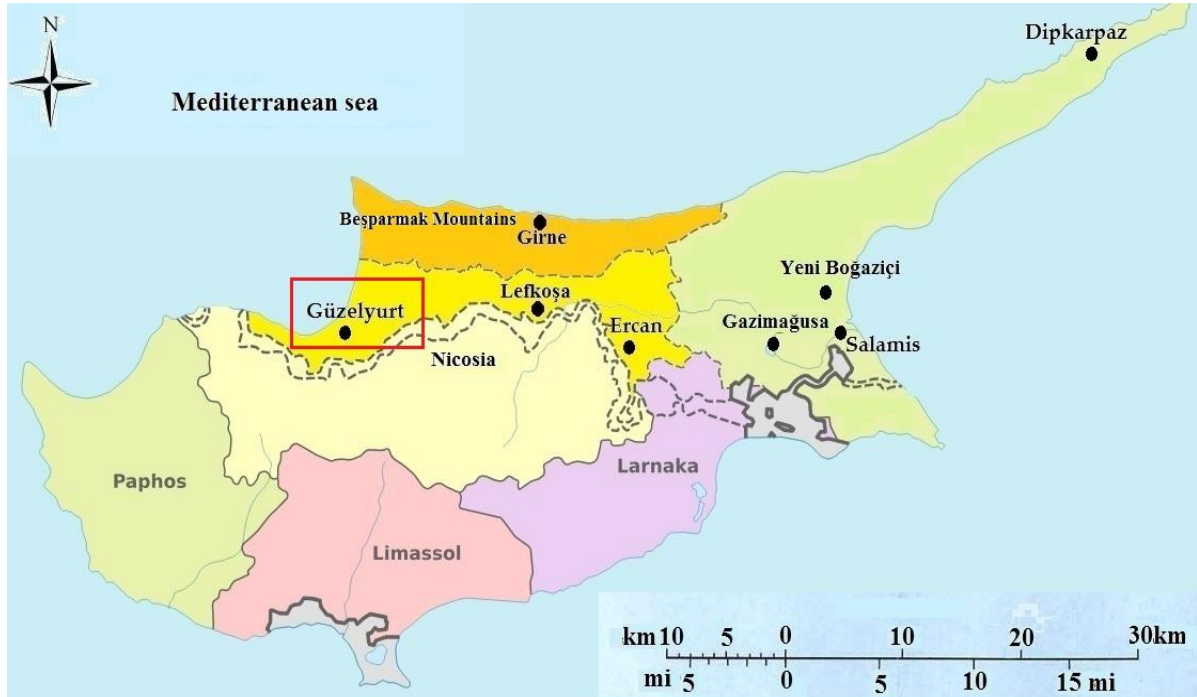 N
Dipkarpaz
Mediterranean sea
Beşparmak Mountains
Girne
Yeni Boğaziçi
Lefkoşa
Güzelyurt
Ercan
Gazimağusa
Salamis
Nicosia
Larnaka
Paphos
Limassol
km 10 5 0 10 20 30km
mi 5 0 5 10 15 mi